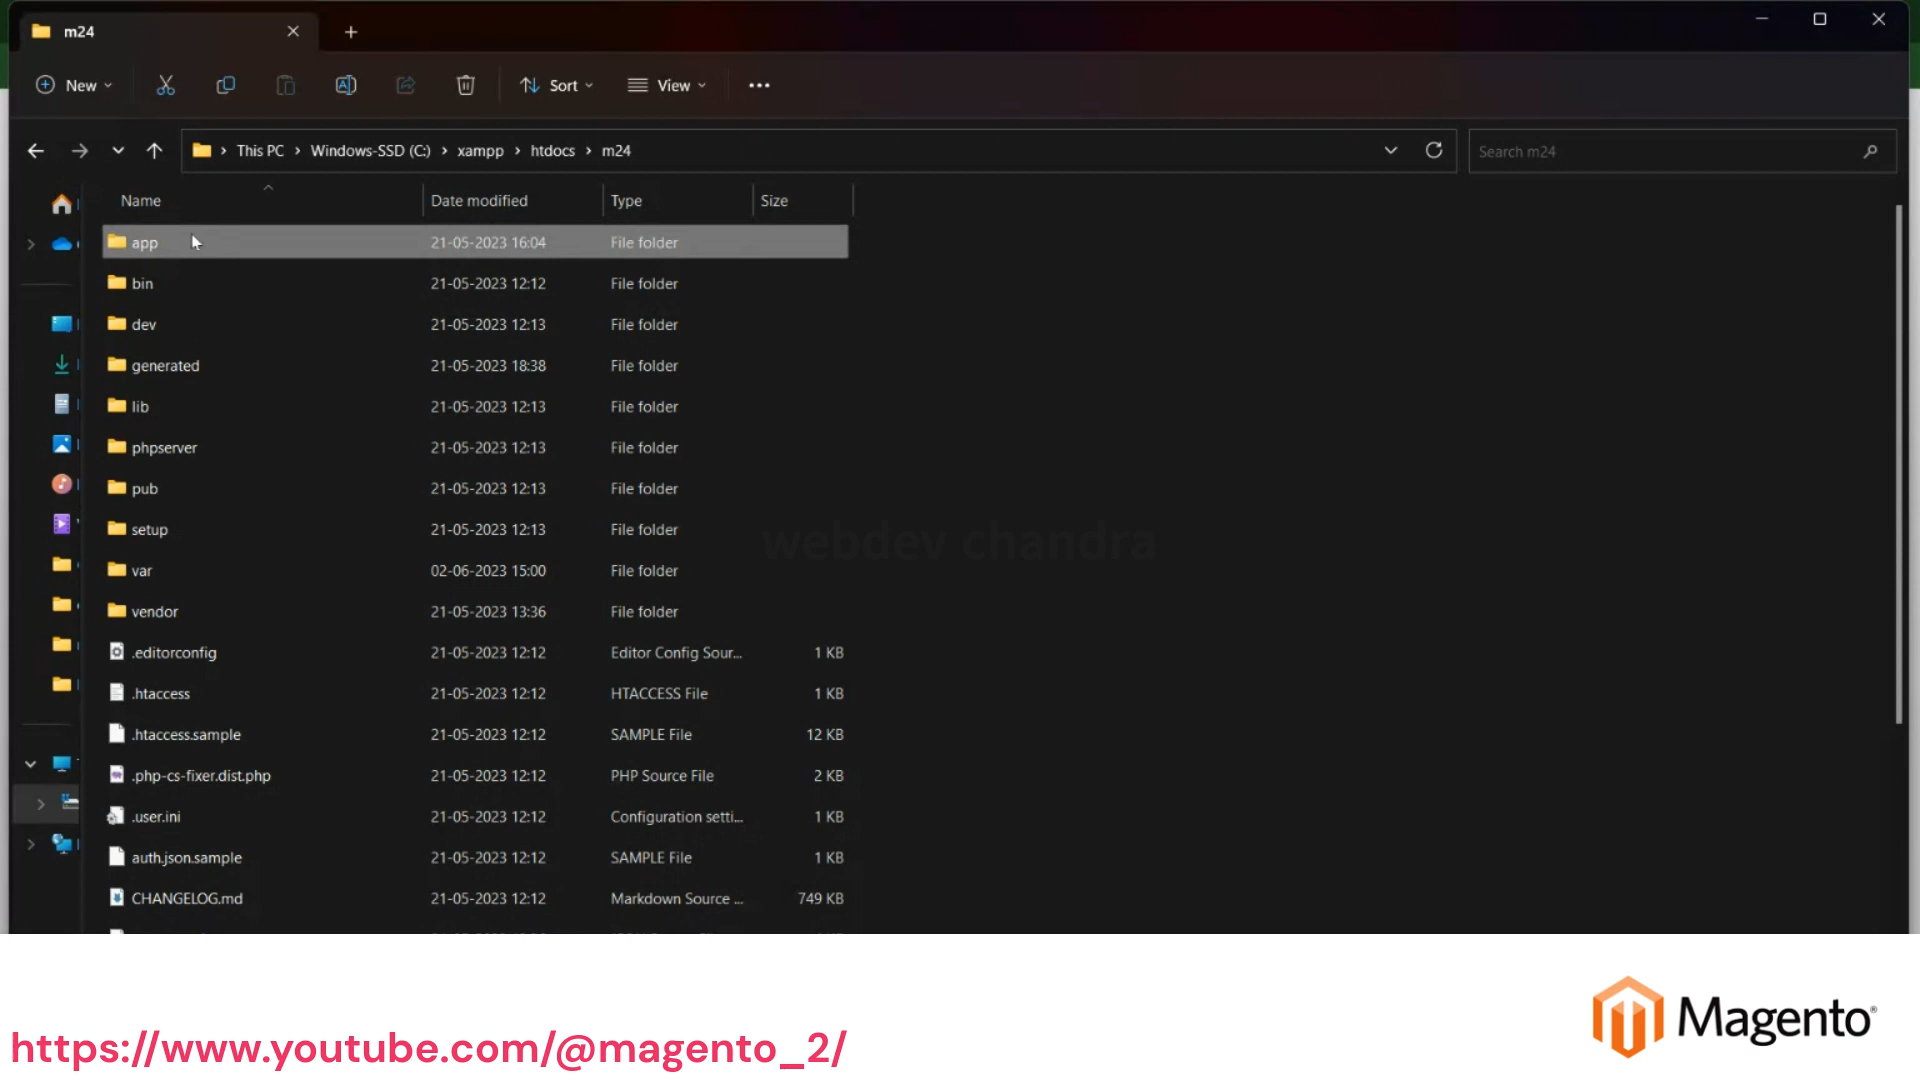 m24
New
Sort
View
This PC > Windows-SSD (C:) > xampp > htdocs > m24
Search m24
Name Date modified Type Size
app 21-05-2023 16:04 File folder
bin 21-05-2023 12:12 File folder
dev 21-05-2023 12:13 File folder
generated 21-05-2023 18:38 File folder
lib 21-05-2023 12:13 File folder
phpserver 21-05-2023 12:13 File folder
pub 21-05-2023 12:13 File folder
setup 21-05-2023 12:13 File folder
webdev chandra
var 02-06-2023 15:00 File folder
vendor 21-05-2023 13:36 File folder
.editorconfig 21-05-2023 12:12 Editor Config Sour... 1 KB
.htaccess 21-05-2023 12:12 HTACCESS File 1 KB
.htaccess.sample 21-05-2023 12:12 SAMPLE File 12 KB
.php-cs-fixer.dist.php 21-05-2023 12:12 PHP Source File 2 KB
.user.ini 21-05-2023 12:12 Configuration setti... 1 KB
auth.json.sample 21-05-2023 12:12 SAMPLE File 1 KB
CHANGELOG.md 21-05-2023 12:12 Markdown Source ... 749 KB
Magento®
https://www.youtube.com/@magento_2/